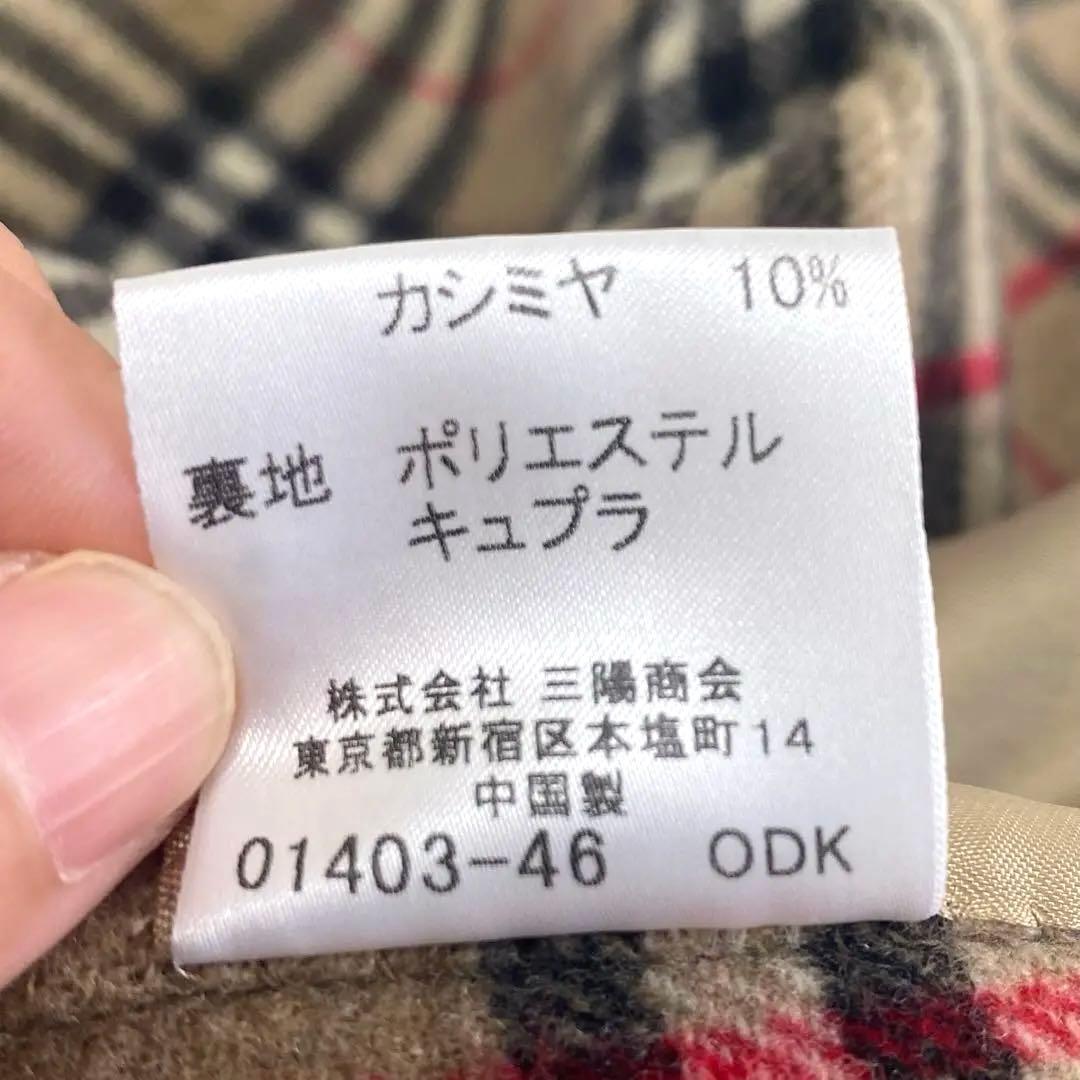 カシミヤ 10%
裏地 ポリエステル
キュプラ
株式会社 三陽商会
東京都新宿区本塩町14
中国製
01403-46 ODK